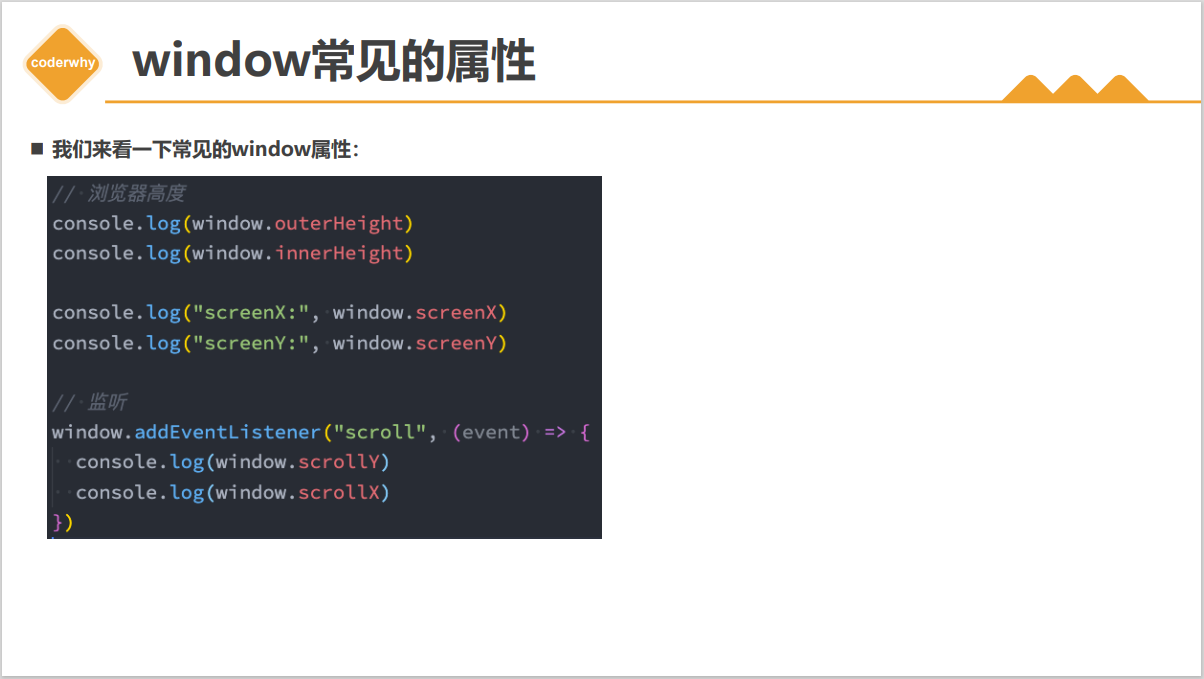 coderwhy
window常见的属性
我们来看一下常见的window属性：
// 浏览器高度
console.log(window.outerHeight)
console.log(window.innerHeight)
console.log("screenX:", window.screenX)
console.log("screenY:", window.screenY)
// 监听
window.addEventListener("scroll", (event) => {
  console.log(window.scrollY)
  console.log(window.scrollX)
})